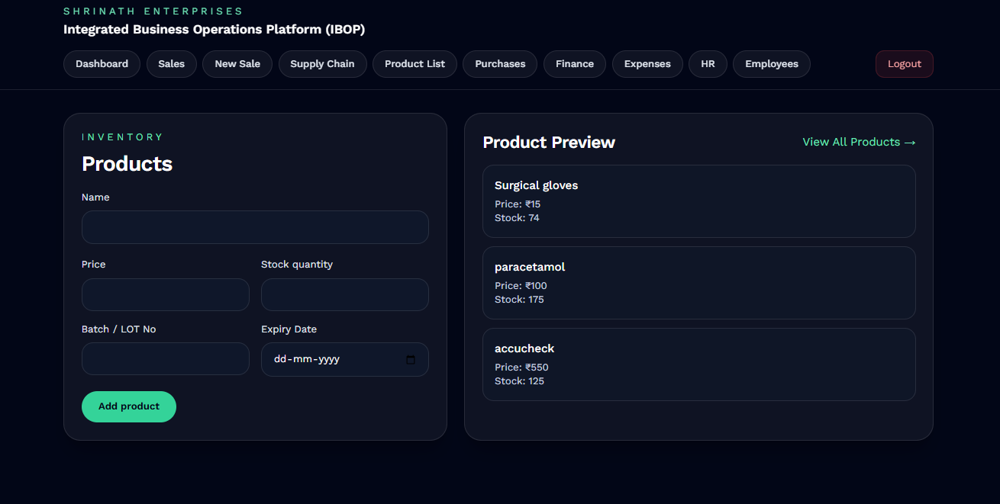 SHRINATH ENTERPRISES
Integrated Business Operations Platform (IBOP)
Dashboard Sales New Sale Supply Chain Product List Purchases Finance Expenses HR Employees Logout
INVENTORY
Products
Name
Price Stock quantity
Batch / LOT No Expiry Date
dd-mm-yyyy
Add product
Product Preview View All Products →
Surgical gloves
Price: ₹15
Stock: 74
paracetamol
Price: ₹100
Stock: 175
accucheck
Price: ₹550
Stock: 125